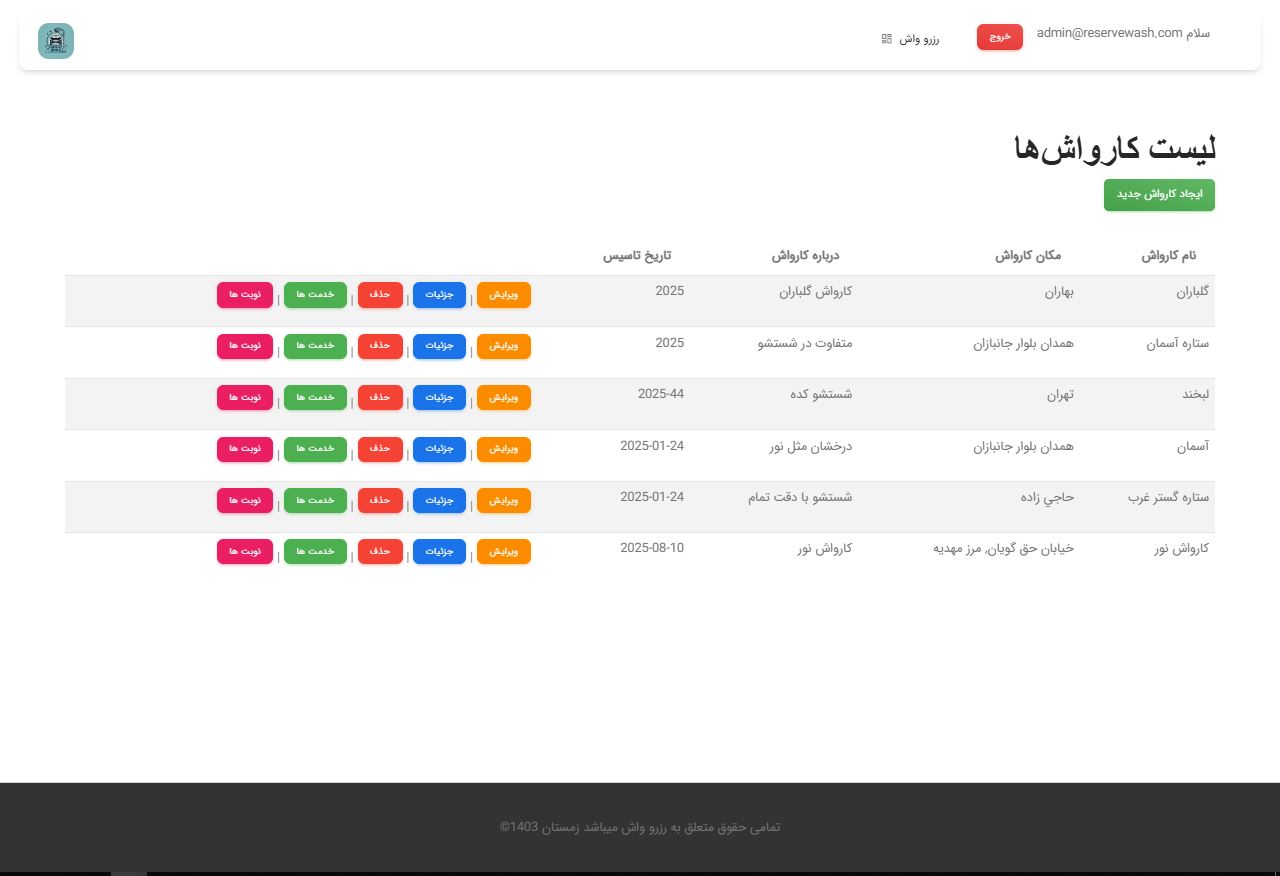 سلام admin@reservewash.com خروج رزرو واش
لیست کارواش‌ها
ایجاد کارواش جدید
نام کارواش مکان کارواش درباره کارواش تاریخ تاسیس
گلباران بهاران کارواش گلباران 2025 ویرایش | جزئیات | حذف | خدمت ها | نوبت ها
ستاره آسمان همدان بلوار جانبازان متفاوت در شستشو 2025 ویرایش | جزئیات | حذف | خدمت ها | نوبت ها
لبخند تهران شستشو کده 2025-44 ویرایش | جزئیات | حذف | خدمت ها | نوبت ها
آسمان همدان بلوار جانبازان درخشان مثل نور 2025-01-24 ویرایش | جزئیات | حذف | خدمت ها | نوبت ها
ستاره گستر غرب حاجي زاده شستشو با دقت تمام 2025-01-24 ویرایش | جزئیات | حذف | خدمت ها | نوبت ها
کارواش نور خیابان حق گویان, مرز مهدیه کارواش نور 2025-08-10 ویرایش | جزئیات | حذف | خدمت ها | نوبت ها
تمامی حقوق متعلق به رزرو واش میباشد زمستان 1403©